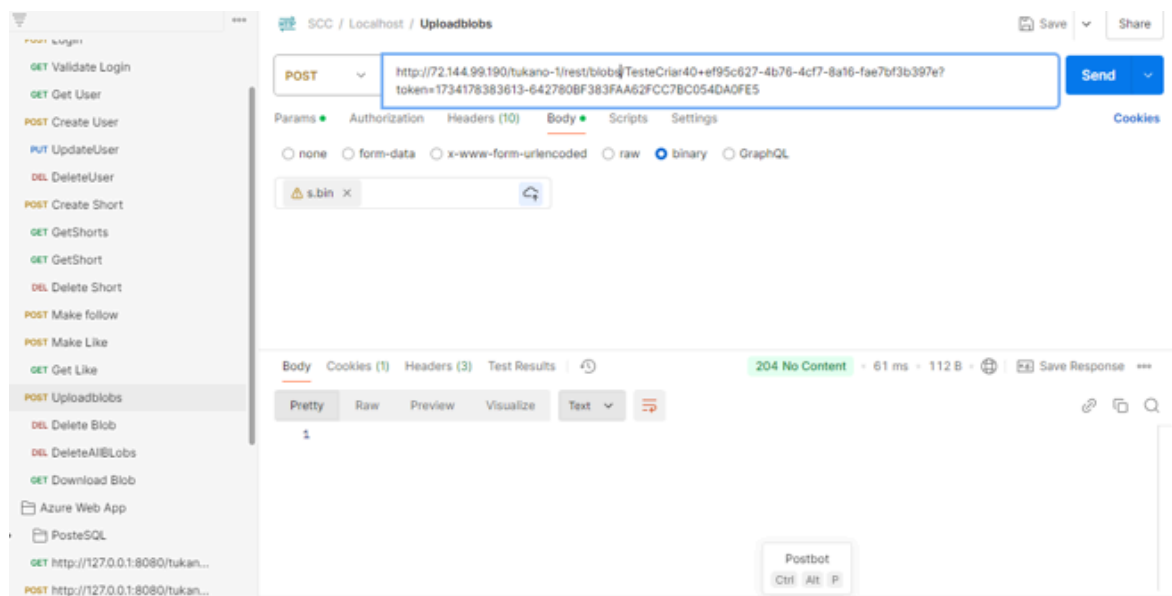 SCC / Localhost / Uploadblobs
Save
Share
POST Login
GET Validate Login
GET Get User
POST Create User
PUT UpdateUser
DEL DeleteUser
POST Create Short
GET GetShorts
GET GetShort
DEL Delete Short
POST Make follow
POST Make Like
GET Get Like
POST Uploadblobs
DEL Delete Blob
DEL DeleteAllBLobs
GET Download Blob
Azure Web App
PosteSQL
GET http://127.0.0.1:8080/tukan...
POST http://127.0.0.1:8080/tukan...
POST
http://72.144.99.190/tukano-1/rest/blobs/TesteCriar40+ef95c627-4b76-4cf7-8a16-fae7bf3b397e?
token=1734178383613-642780BF383FAA62FCC7BC054DA0FE5
Send
Params Authorization Headers (10) Body Scripts Settings
Cookies
none form-data x-www-form-urlencoded raw binary GraphQL
s.bin
Body Cookies (1) Headers (3) Test Results
204 No Content 61 ms 112 B
Save Response
Pretty Raw Preview Visualize Text
1
Postbot
Ctrl Alt P